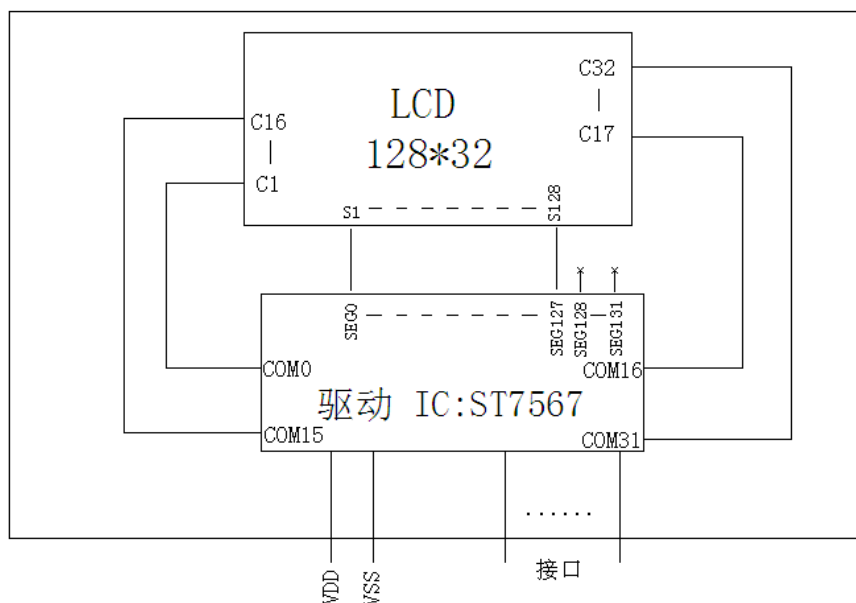 LCD
128*32
C16
C1
C32
C17
S1
S128
SEG0
SEG127
SEG128
SEG131
COM0
COM16
驱动 IC:ST7567
COM15
COM31
......
VDD
VSS
接口